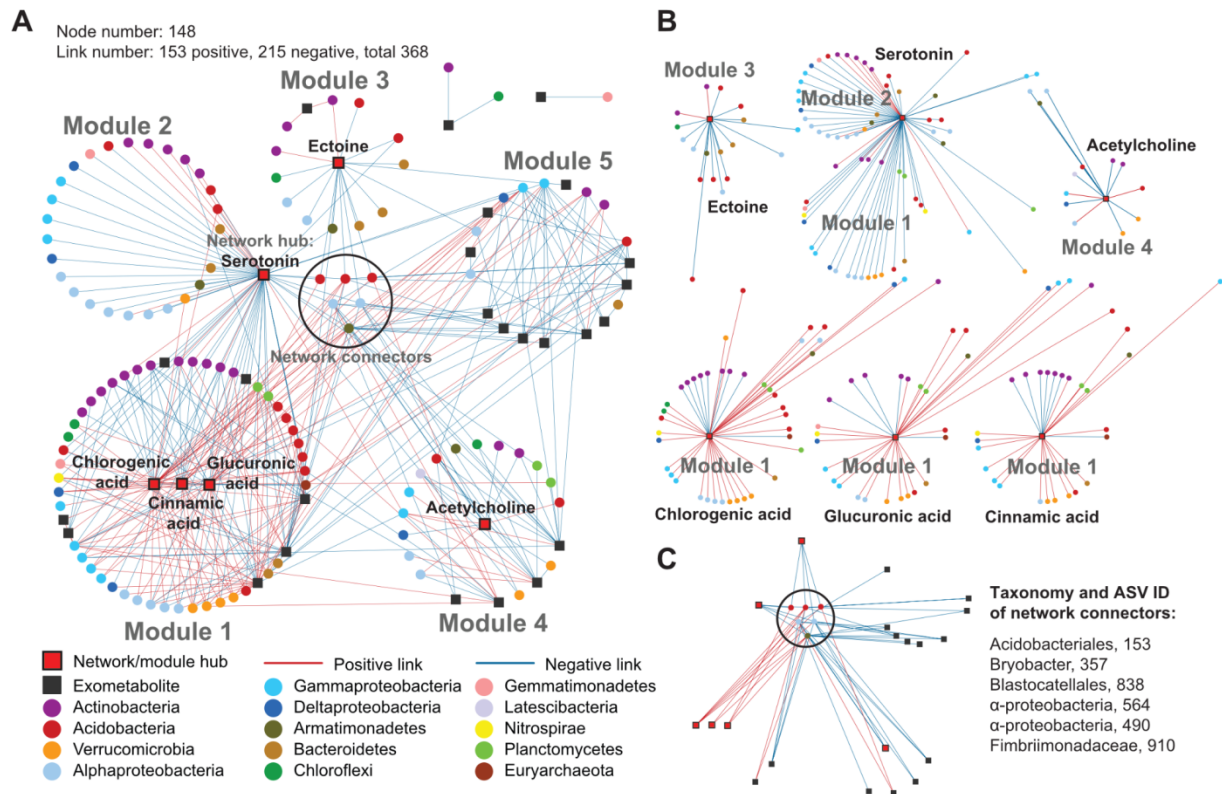 A
Node number: 148
Link number: 153 positive, 215 negative, total 368
Module 3
Module 2
Ectoine
Module 5
Network hub:
Serotonin
Network connectors
Chlorogenic
acid
Glucuronic
acid
Cinnamic
acid
Acetylcholine
Module 1
Module 4
Network/module hub
Positive link
Negative link
Exometabolite
Gammaproteobacteria
Gemmatimonadetes
Actinobacteria
Deltaproteobacteria
Latescibacteria
Acidobacteria
Armatimonadetes
Nitrospirae
Verrucomicrobia
Bacteroidetes
Planctomycetes
Alphaproteobacteria
Chloroflexi
Euryarchaeota
B
Serotonin
Module 3
Module 2
Acetylcholine
Ectoine
Module 1
Module 4
Module 1
Module 1
Module 1
Chlorogenic acid
Glucuronic acid
Cinnamic acid
C
Taxonomy and ASV ID
of network connectors:
Acidobacteriales, 153
Bryobacter, 357
Blastocatellales, 838
α-proteobacteria, 564
α-proteobacteria, 490
Fimbriimonadaceae, 910